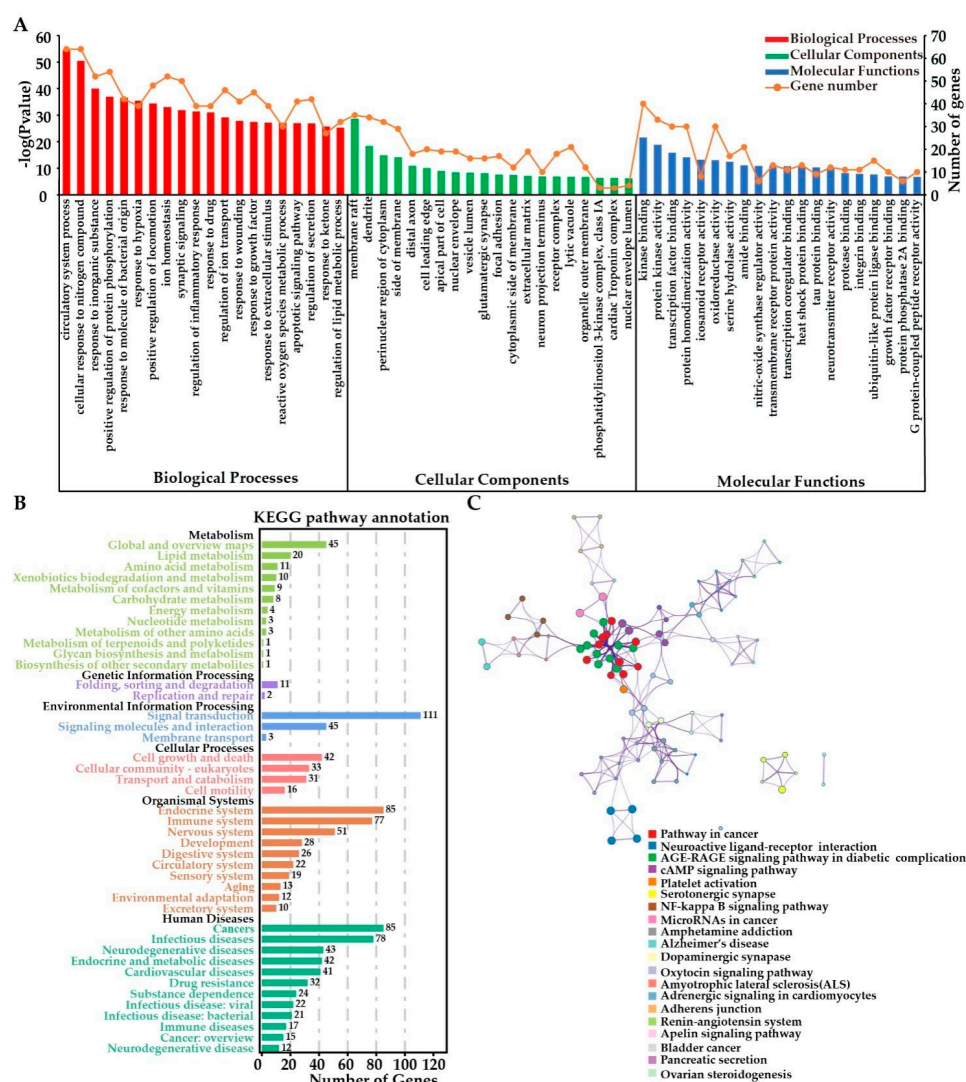 A
60
50
40
30
20
10
0
-log(Pvalue)
Biological Processes
Cellular Components
Molecular Functions
Gene number
70
60
50
40
30
20
10
0
Number of genes
circulatory system process
cellular response to nitrogen compound
response to inorganic substance
positive regulation of protein phosphorylation
response to molecule of bacterial origin
response to hypoxia
positive regulation of locomotion
ion homeostasis
synaptic signaling
regulation of inflammatory response
response to drug
regulation of ion transport
response to wounding
response to growth factor
response to extracellular stimulus
reactive oxygen species metabolic process
apoptotic signaling pathway
regulation of secretion
response to ketone
regulation of lipid metabolic process
membrane raft
dendrite
perinuclear region of cytoplasm
side of membrane
distal axon
cell leading edge
apical part of cell
nuclear envelope
vesicle lumen
glutamatergic synapse
focal adhesion
cytoplasmic side of membrane
extracellular matrix
neuron projection terminus
receptor complex
lytic vacuole
organelle outer membrane
phosphatidylinositol 3-kinase complex, class IA
cardiac Troponin complex
nuclear envelope lumen
kinase binding
protein kinase activity
transcription factor binding
protein homodimerization activity
icosanoid receptor activity
oxidoreductase activity
serine hydrolase activity
amide binding
nitric-oxide synthase regulator activity
transmembrane receptor protein activity
transcription coregulator binding
heat shock protein binding
tau protein binding
neurotransmitter receptor activity
protease binding
integrin binding
ubiquitin-like protein ligase binding
growth factor receptor binding
protein phosphatase 2A binding
G protein-coupled peptide receptor activity
Biological Processes
Cellular Components
Molecular Functions
B
KEGG pathway annotation
Metabolism
Global and overview maps 45
Lipid metabolism 20
Amino acid metabolism 11
Xenobiotics biodegradation and metabolism 10
Metabolism of cofactors and vitamins 9
Carbohydrate metabolism 8
Energy metabolism 4
Nucleotide metabolism 3
Metabolism of other amino acids 3
Metabolism of terpenoids and polyketides 1
Glycan biosynthesis and metabolism 1
Biosynthesis of other secondary metabolites 1
Genetic Information Processing
Folding, sorting and degradation 11
Replication and repair 2
Environmental Information Processing
Signal transduction 111
Signaling molecules and interaction 45
Membrane transport 3
Cellular Processes
Cell growth and death 42
Cellular community - eukaryotes 33
Transport and catabolism 31
Cell motility 16
Organismal Systems
Endocrine system 85
Immune system 77
Nervous system 51
Development 28
Digestive system 26
Circulatory system 22
Sensory system 19
Aging 13
Environmental adaptation 12
Excretory system 10
Human Diseases
Cancers 85
Infectious diseases 78
Neurodegenerative diseases 43
Endocrine and metabolic diseases 42
Cardiovascular diseases 41
Drug resistance 32
Substance dependence 24
Infectious disease: viral 22
Infectious disease: bacterial 21
Immune diseases 17
Cancer: overview 15
Neurodegenerative disease 12
0 20 40 60 80 100 120
Number of Genes
C
Pathway in cancer
Neuroactive ligand-receptor interaction
AGE-RAGE signaling pathway in diabetic complication
cAMP signaling pathway
Platelet activation
Serotonergic synapse
NF-kappa B signaling pathway
MicroRNAs in cancer
Amphetamine addiction
Alzheimer's disease
Dopaminergic synapase
Oxytocin signaling pathway
Amyotrophic lateral sclerosis(ALS)
Adrenergic signaling in cardiomyocytes
Adherens junction
Renin-angiotensin system
Apelin signaling pathway
Bladder cancer
Pancreatic secretion
Ovarian steroidogenesis